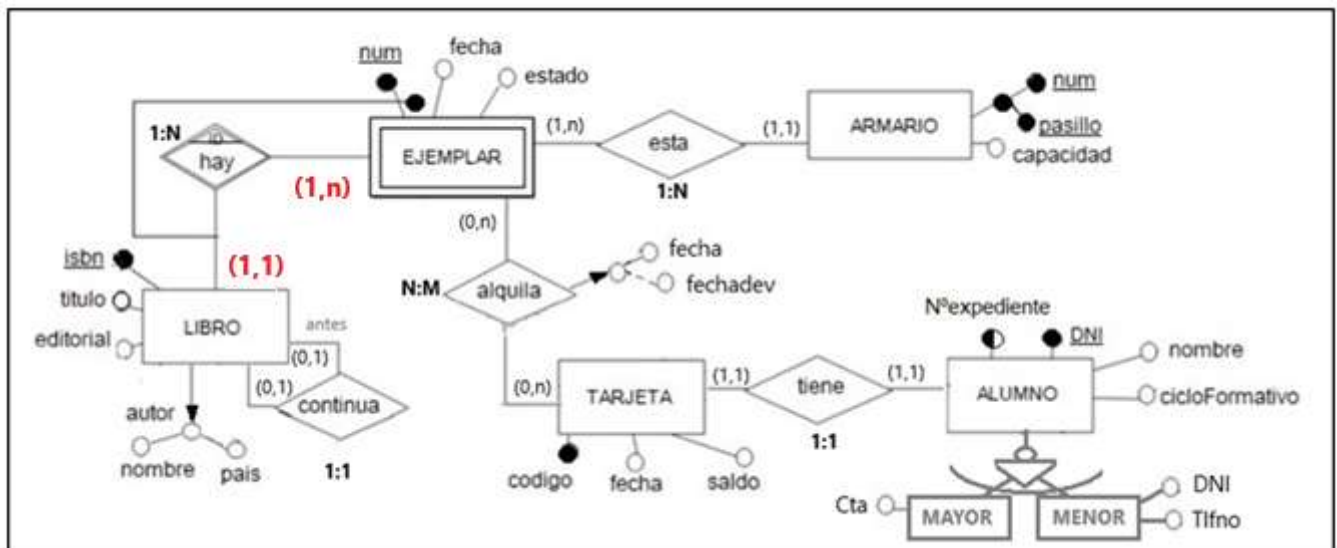 num
fecha
estado
1:N
ID
hay
EJEMPLAR
(1,n)
esta
(1,1)
ARMARIO
num
pasillo
capacidad
1:N
(1,n)
(0,n)
isbn
(1,1)
titulo
LIBRO
editorial
antes
(0,1)
(0,1)
continua
1:1
autor
nombre
pais
N:M
alquila
fecha
fechadev
(0,n)
TARJETA
(1,1)
tiene
(1,1)
1:1
codigo
fecha
saldo
Nºexpediente
DNI
nombre
ALUMNO
cicloFormativo
Cta
MAYOR
MENOR
DNI
Tlfno